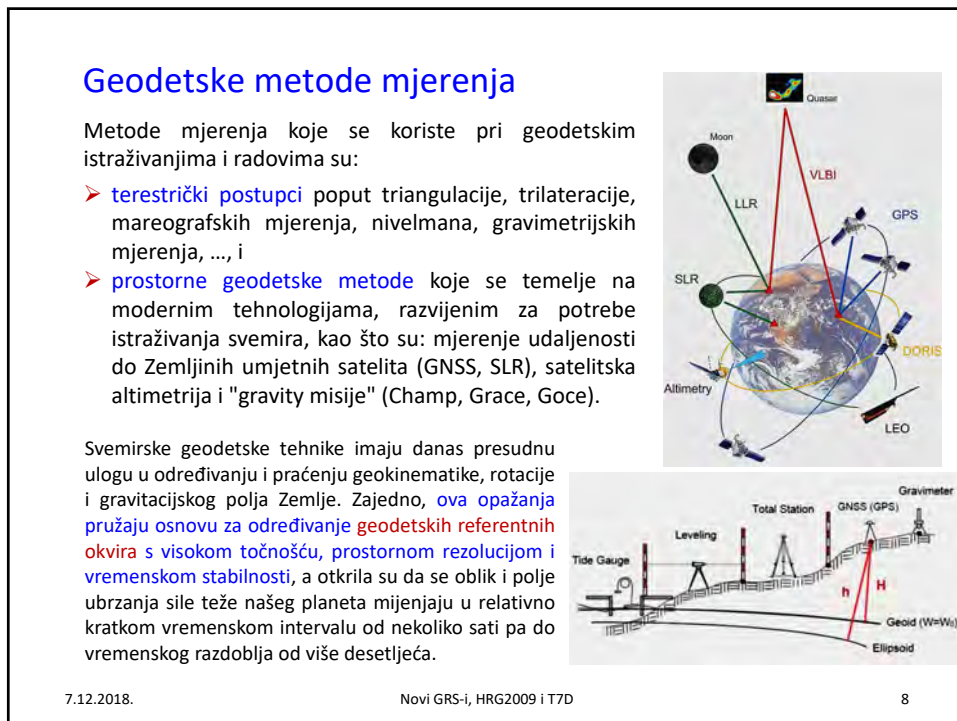 Geodetske metode mjerenja
Metode mjerenja koje se koriste pri geodetskim
istraživanjima i radovima su:
➢ terestrički postupci poput triangulacije, trilateracije,
mareografskih mjerenja, nivelmana, gravimetrijskih
mjerenja, ..., i
➢ prostorne geodetske metode koje se temelje na
modernim tehnologijama, razvijenim za potrebe
istraživanja svemira, kao što su: mjerenje udaljenosti
do Zemljinih umjetnih satelita (GNSS, SLR), satelitska
altimetrija i "gravity misije" (Champ, Grace, Goce).
Svemirske geodetske tehnike imaju danas presudnu
ulogu u određivanju i praćenju geokinematike, rotacije
i gravitacijskog polja Zemlje. Zajedno, ova opažanja
pružaju osnovu za određivanje geodetskih referentnih
okvira s visokom točnošću, prostornom rezolucijom i
vremenskom stabilnosti, a otkrila su da se oblik i polje
ubrzanja sile teže našeg planeta mijenjaju u relativno
kratkom vremenskom intervalu od nekoliko sati pa do
vremenskog razdoblja od više desetljeća.
Quasar
Moon
VLBI
LLR
GPS
SLR
DORIS
Altimetry
LEO
Gravimeter
GNSS (GPS)
Total Station
Leveling
Tide Gauge
h
H
Geoid (W=W₀)
Ellipsoid
7.12.2018.
Novi GRS-i, HRG2009 i T7D
8